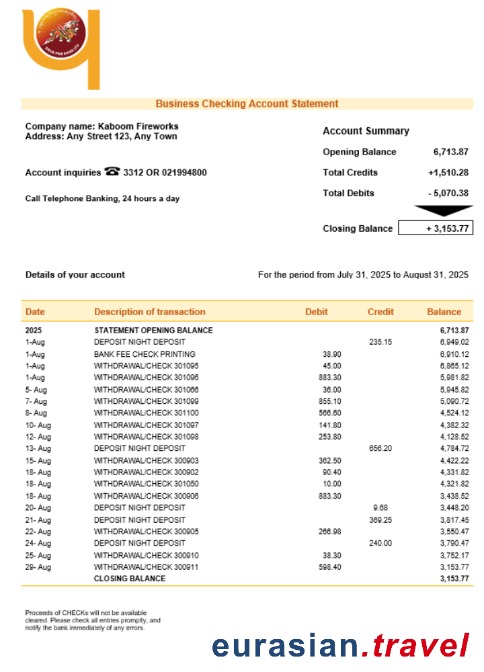 Business Checking Account Statement
Company name: Kaboom Fireworks
Address: Any Street 123, Any Town
Account inquiries ☎ 3312 OR 021994800
Call Telephone Banking, 24 hours a day
Account Summary
Opening Balance 6,713.87
Total Credits +1,510.28
Total Debits - 5,070.38
Closing Balance + 3,153.77
Details of your account For the period from July 31, 2025 to August 31, 2025
Date Description of transaction Debit Credit Balance
2025 STATEMENT OPENING BALANCE 6,713.87
1-Aug DEPOSIT NIGHT DEPOSIT 235.15 6,949.02
1-Aug BANK FEE CHECK PRINTING 38.90 6,910.12
1-Aug WITHDRAWAL/CHECK 301095 45.00 6,865.12
1-Aug WITHDRAWAL/CHECK 301096 883.30 5,981.82
5- Aug WITHDRAWAL/CHECK 301066 36.00 5,945.82
7- Aug WITHDRAWAL/CHECK 301099 855.10 5,090.72
8- Aug WITHDRAWAL/CHECK 301100 566.60 4,524.12
10- Aug WITHDRAWAL/CHECK 301097 141.80 4,382.32
12- Aug WITHDRAWAL/CHECK 301098 253.80 4,128.52
13- Aug DEPOSIT NIGHT DEPOSIT 656.20 4,784.72
15- Aug WITHDRAWAL/CHECK 300903 362.50 4,422.22
18- Aug WITHDRAWAL/CHECK 300902 90.40 4,331.82
18- Aug WITHDRAWAL/CHECK 301050 10.00 4,321.82
18- Aug WITHDRAWAL/CHECK 300906 883.30 3,438.52
20- Aug DEPOSIT NIGHT DEPOSIT 9.68 3,448.20
21- Aug DEPOSIT NIGHT DEPOSIT 369.25 3,817.45
22- Aug WITHDRAWAL/CHECK 300905 266.98 3,550.47
24- Aug DEPOSIT NIGHT DEPOSIT 240.00 3,790.47
25- Aug WITHDRAWAL/CHECK 300910 38.30 3,752.17
29- Aug WITHDRAWAL/CHECK 300911 598.40 3,153.77
CLOSING BALANCE 3,153.77
Proceeds of CHECKs will not be available
cleared. Please check all entries promptly, and
notify the bank immediately of any errors.
eurasian.travel